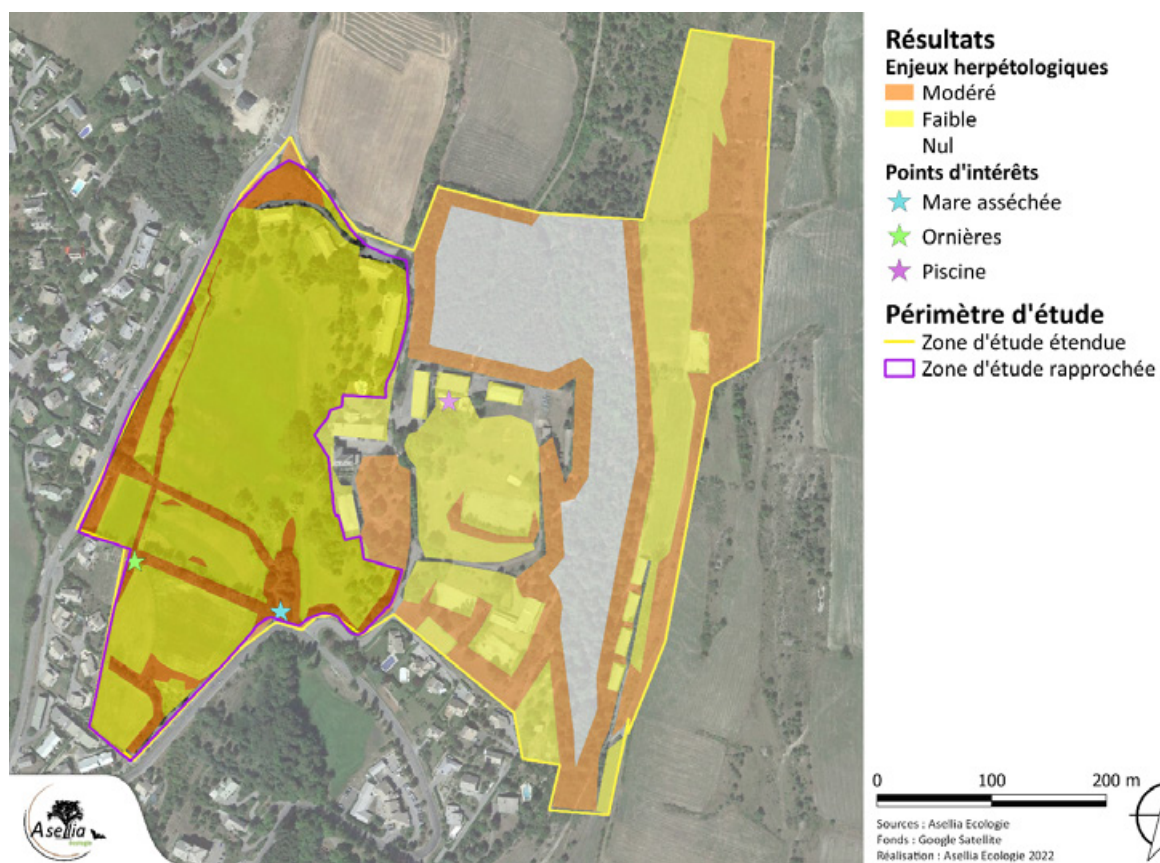 Résultats
Enjeux herpétologiques
Modéré
Faible
Nul
Points d'intérêts
Mare asséchée
Ornières
Piscine
Périmètre d'étude
Zone d'étude étendue
Zone d'étude rapprochée
0 100 200 m
Sources : Asellia Ecologie
Fonds : Google Satellite
Réalisation : Asellia Ecologie 2022
Asellia
écologie